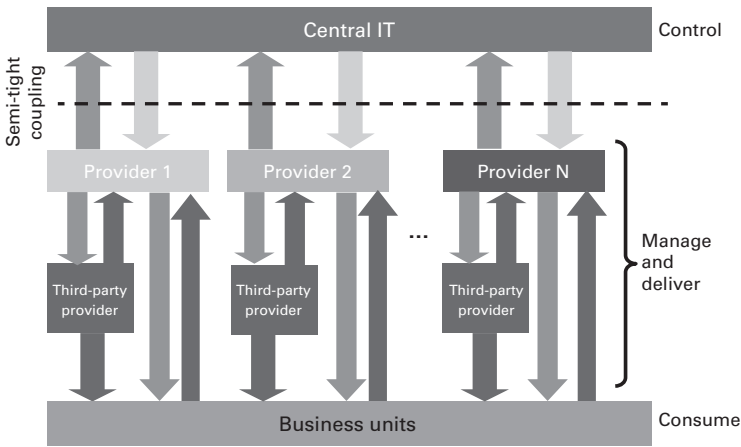 Central IT
Control
Semi-tight
coupling
Provider 1
Provider 2
Provider N
...
Manage
and
deliver
Third-party
provider
Third-party
provider
Third-party
provider
Business units
Consume